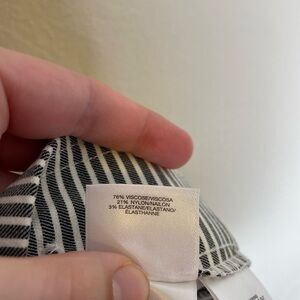 76% VISCOSE/VISCOSA
21% NYLON/NAILON
3% ELASTANE/ELASTANO/
ELASTHANNE